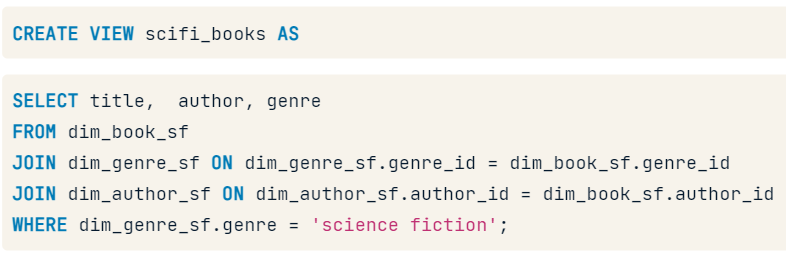 CREATE VIEW scifi_books AS
SELECT title,  author, genre
FROM dim_book_sf
JOIN dim_genre_sf ON dim_genre_sf.genre_id = dim_book_sf.genre_id
JOIN dim_author_sf ON dim_author_sf.author_id = dim_book_sf.author_id
WHERE dim_genre_sf.genre = 'science fiction';